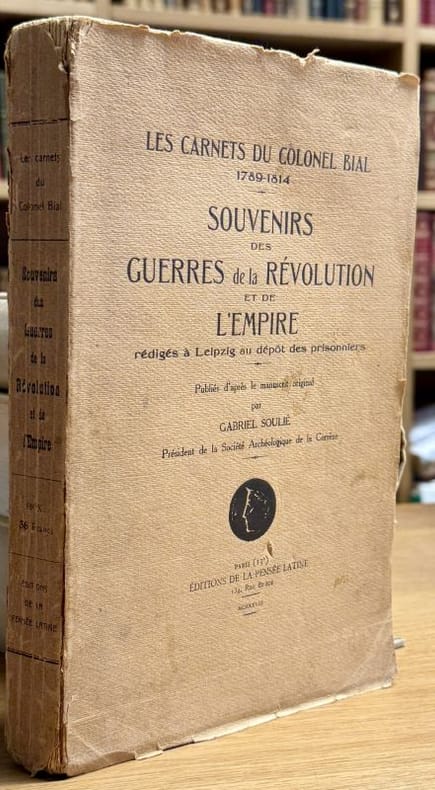 LES CARNETS DU COLONEL BIAL
1789-1814
SOUVENIRS
DES
GUERRES de la RÉVOLUTION
ET DE
L'EMPIRE
rédigés à Leipzig au dépôt des prisonniers
Publiés d'après le manuscrit original
par
GABRIEL SOULIÉ
Président de la Société Archéologique de la Corrèze
PARIS
ÉDITIONS DE LA PENSÉE LATINE
Les carnets
du
Colonel Bial
Souvenirs
des
Guerres
de la
Révolution
et de
l'Empire
36 Francs
ÉDITIONS
DE LA
PENSÉE LATINE